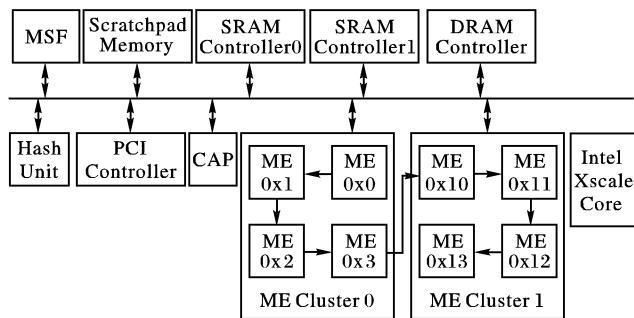 MSF
Scratchpad
Memory
SRAM
Controller0
SRAM
Controller1
DRAM
Controller
Hash
Unit
PCI
Controller
CAP
ME
0x1
ME
0x0
ME
0x2
ME
0x3
ME Cluster 0
ME
0x10
ME
0x11
ME
0x13
ME
0x12
ME Cluster 1
Intel
Xscale
Core